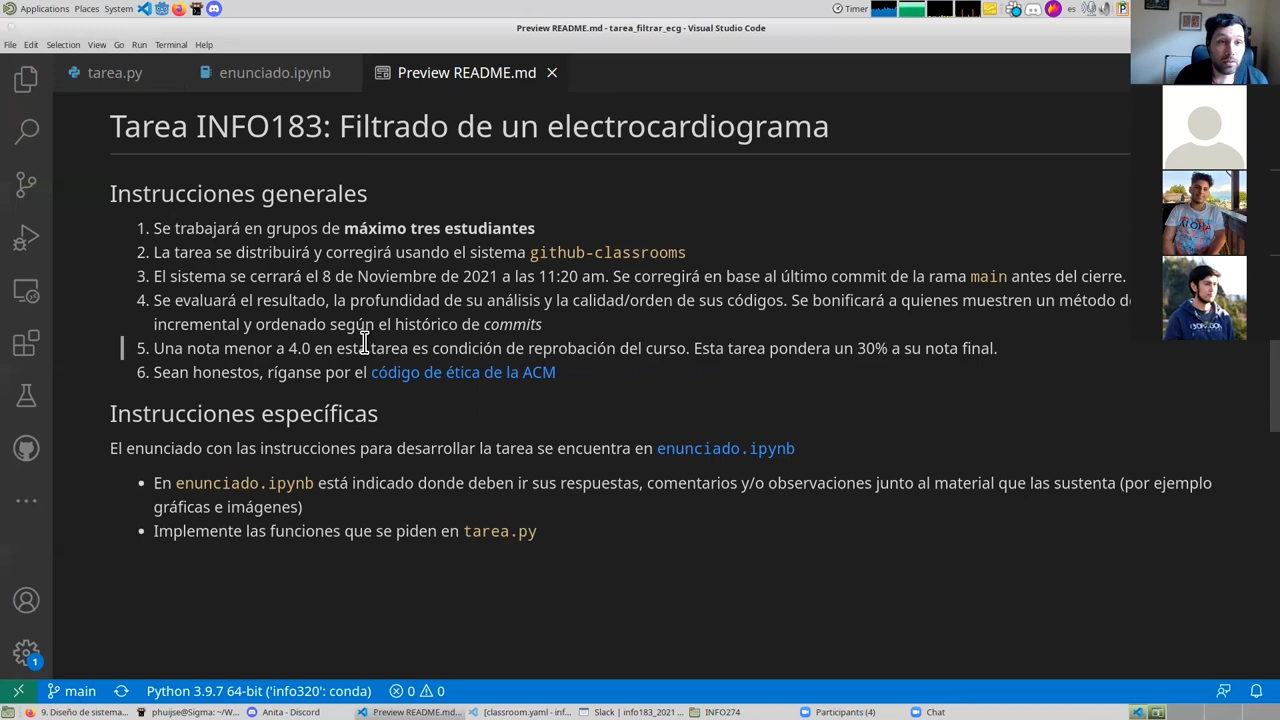 Applications Places System Timer es
Preview README.md - tarea_filtrar_ecg - Visual Studio Code
File Edit Selection View Go Run Terminal Help
tarea.py enunciado.ipynb Preview README.md
Tarea INFO183: Filtrado de un electrocardiograma
Instrucciones generales
1. Se trabajará en grupos de máximo tres estudiantes
2. La tarea se distribuirá y corregirá usando el sistema github-classrooms
3. El sistema se cerrará el 8 de Noviembre de 2021 a las 11:20 am. Se corregirá en base al último commit de la rama main antes del cierre.
4. Se evaluará el resultado, la profundidad de su análisis y la calidad/orden de sus códigos. Se bonificará a quienes muestren un método
incremental y ordenado según el histórico de commits
5. Una nota menor a 4.0 en esta tarea es condición de reprobación del curso. Esta tarea pondera un 30% a su nota final.
6. Sean honestos, ríganse por el código de ética de la ACM
Instrucciones específicas
El enunciado con las instrucciones para desarrollar la tarea se encuentra en enunciado.ipynb
• En enunciado.ipynb está indicado donde deben ir sus respuestas, comentarios y/o observaciones junto al material que las sustenta (por ejemplo
gráficas e imágenes)
• Implemente las funciones que se piden en tarea.py
1
main Python 3.9.7 64-bit ('info320': conda) 0 0
9. Diseño de sistema... phuijse@Sigma: ~/W... Anita - Discord Preview README.md... [classroom.yaml - inf... Slack | info183_2021 ... INFO274 Participants (4) Chat